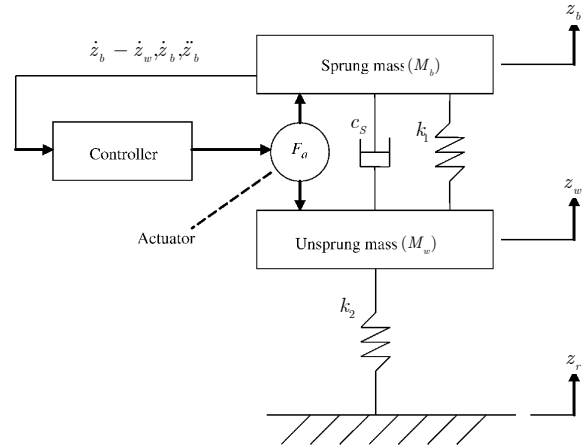 z_b
ż_b − ż_w, ż_b, z̈_b
Sprung mass (M_b)
c_S
k_1
Controller
F_a
z_w
Actuator
Unsprung mass (M_w)
k_2
z_r